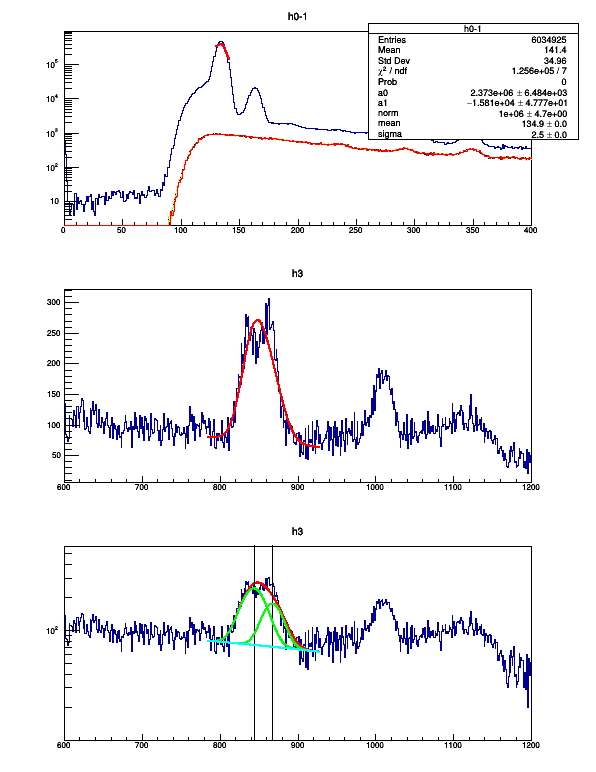 h0-1
h0-1
Entries 6034925
Mean 141.4
Std Dev 34.96
χ² / ndf 1.256e+05 / 7
Prob 0
a0 2.373e+06 ± 6.484e+03
a1 −1.581e+04 ± 4.777e+01
norm 1e+06 ± 4.7e+00
mean 134.9 ± 0.0
sigma 2.5 ± 0.0
10⁵
10⁴
10³
10²
10
0 50 100 150 200 250 300 350 400
h3
300
250
200
150
100
50
600 700 800 900 1000 1100 1200
h3
10²
600 700 800 900 1000 1100 1200